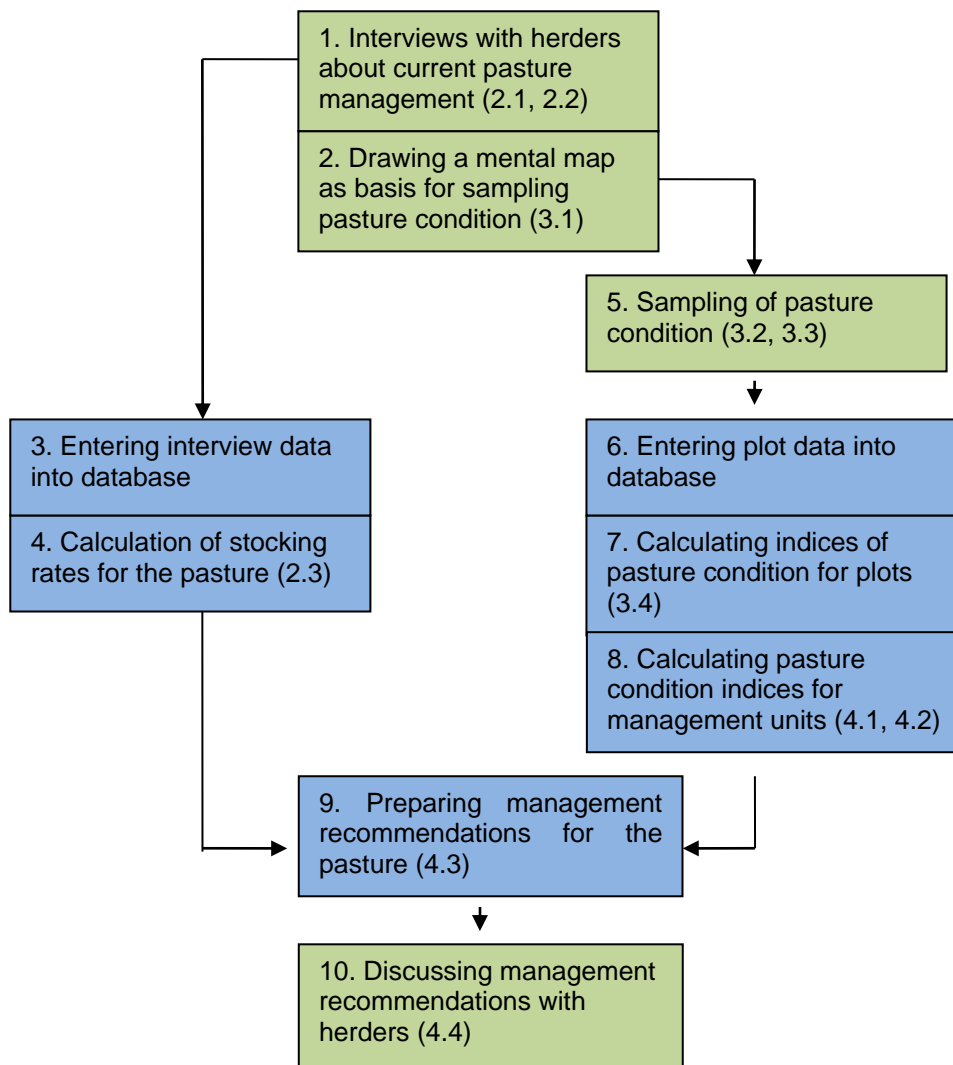 1. Interviews with herders
about current pasture
management (2.1, 2.2)
2. Drawing a mental map
as basis for sampling
pasture condition (3.1)
5. Sampling of pasture
condition (3.2, 3.3)
3. Entering interview data
into database
4. Calculation of stocking
rates for the pasture (2.3)
6. Entering plot data into
database
7. Calculating indices of
pasture condition for plots
(3.4)
8. Calculating pasture
condition indices for
management units (4.1, 4.2)
9. Preparing management
recommendations for the
pasture (4.3)
10. Discussing management
recommendations with
herders (4.4)